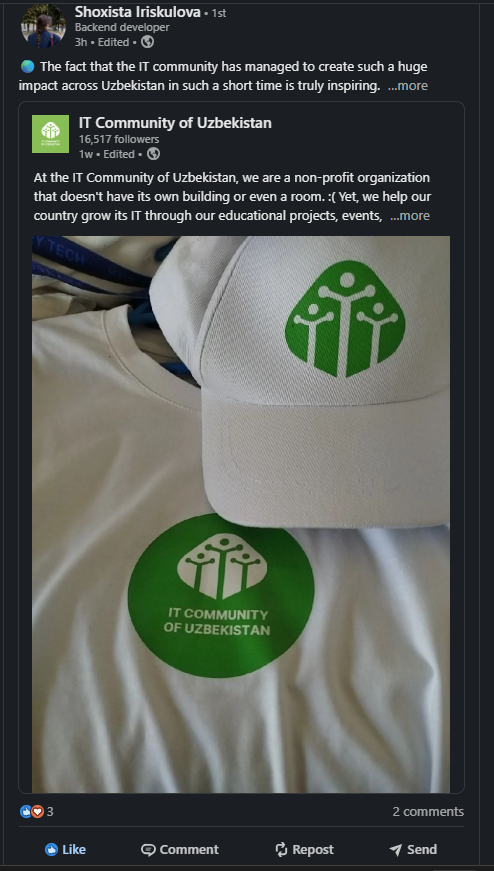 Shoxista Iriskulova • 1st
Backend developer
3h • Edited •
The fact that the IT community has managed to create such a huge
impact across Uzbekistan in such a short time is truly inspiring. ...more
IT Community of Uzbekistan
16,517 followers
1w • Edited •
At the IT Community of Uzbekistan, we are a non-profit organization
that doesn't have its own building or even a room. :( Yet, we help our
country grow its IT through our educational projects, events, ...more
Y TECH
IT COMMUNITY
OF UZBEKISTAN
3
2 comments
Like
Comment
Repost
Send